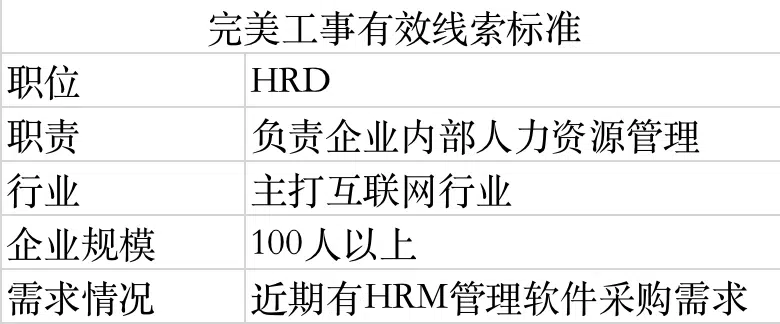 完美工事有效线索标准
职位 HRD
职责 负责企业内部人力资源管理
行业 主打互联网行业
企业规模 100人以上
需求情况 近期有HRM管理软件采购需求